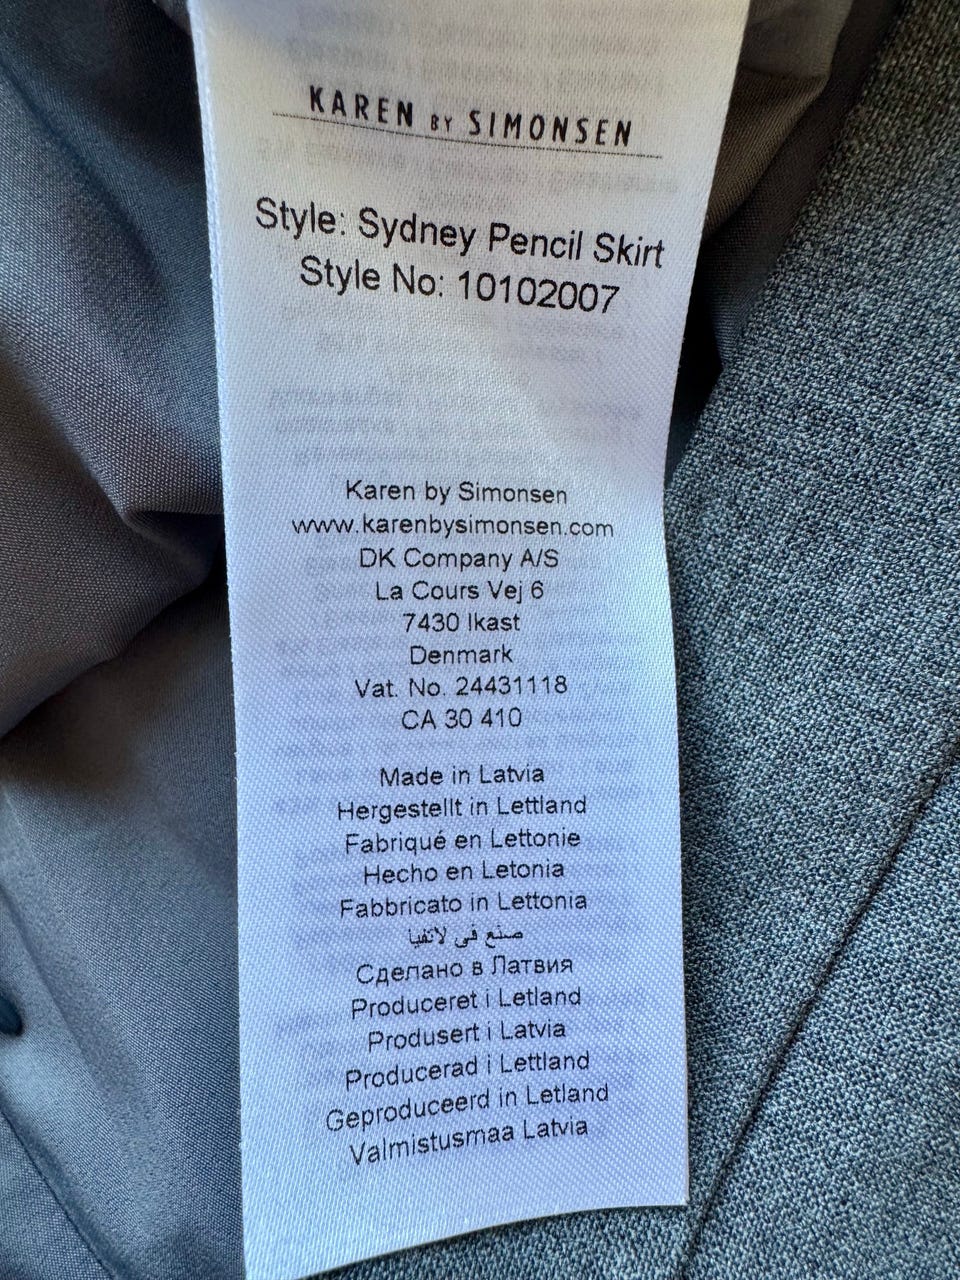 KAREN BY SIMONSEN
Style: Sydney Pencil Skirt
Style No: 10102007
Karen by Simonsen
www.karenbysimonsen.com
DK Company A/S
La Cours Vej 6
7430 Ikast
Denmark
Vat. No. 24431118
CA 30 410
Made in Latvia
Hergestellt in Lettland
Fabriqué en Lettonie
Hecho en Letonia
Fabbricato in Lettonia
صنع في لاتفيا
Сделано в Латвия
Produceret i Letland
Produsert i Latvia
Producerad i Lettland
Geproduceerd in Letland
Valmistusmaa Latvia